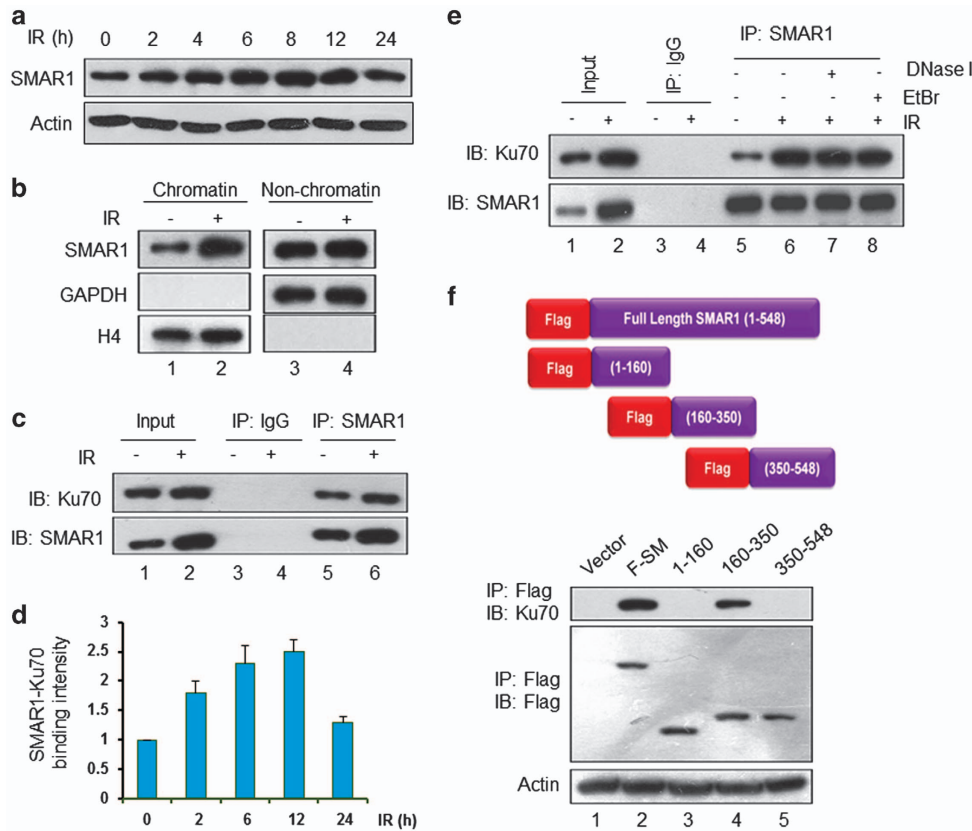 a
IR (h) 0 2 4 6 8 12 24
SMAR1
Actin
b
Chromatin Non-chromatin
IR - + - +
SMAR1
GAPDH
H4
1 2 3 4
c
Input IP: IgG IP: SMAR1
IR - + - + - +
IB: Ku70
IB: SMAR1
1 2 3 4 5 6
d
SMAR1-Ku70
binding intensity
3
2.5
2
1.5
1
0.5
0
0 2 6 12 24 IR (h)
e
IP: SMAR1
Input
IP: IgG
- - + - DNase I
- - - + EtBr
- + - + - + + + IR
IB: Ku70
IB: SMAR1
1 2 3 4 5 6 7 8
f
Flag Full Length SMAR1 (1-548)
Flag (1-160)
Flag (160-350)
Flag (350-548)
Vector F-SM 1-160 160-350 350-548
IP: Flag
IB: Ku70
IP: Flag
IB: Flag
Actin
1 2 3 4 5